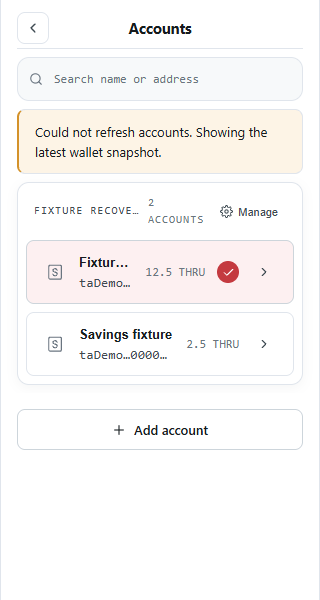 Accounts
Search name or address
Could not refresh accounts. Showing the
latest wallet snapshot.
FIXTURE RECOVE…
2
ACCOUNTS
Manage
Fixtur…
12.5 THRU
taDemo…
Savings fixture
2.5 THRU
taDemo…0000…
Add account